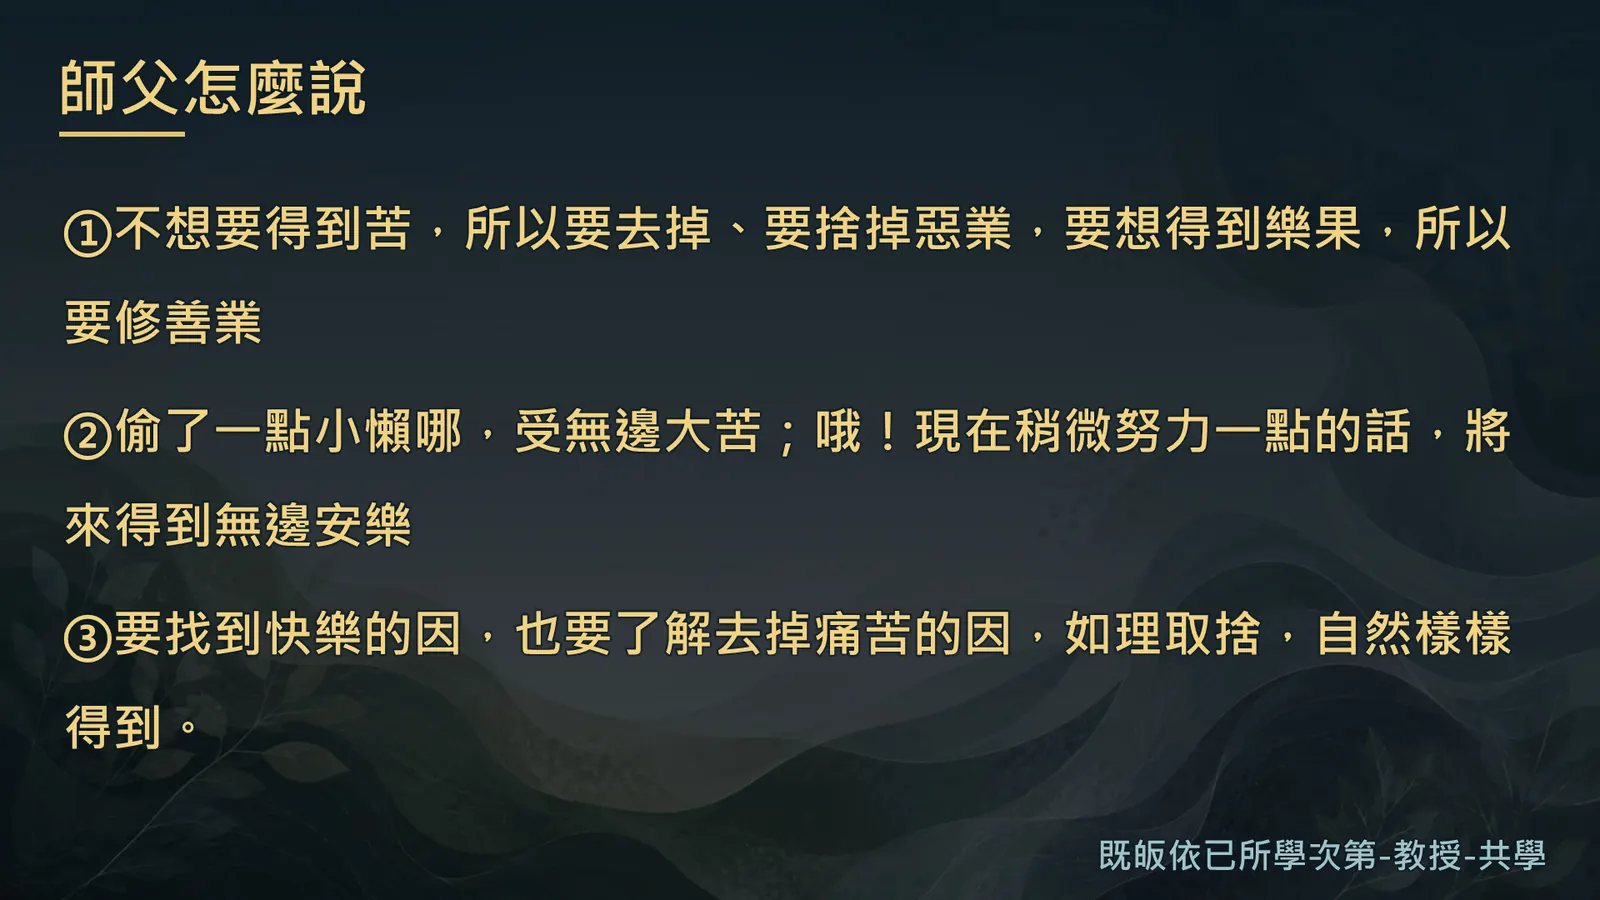 師父怎麼說
①不想要得到苦，所以要去掉、要捨掉惡業，要想得到樂果，所以
要修善業
②偷了一點小懶哪，受無邊大苦；哦！現在稍微努力一點的話，將
來得到無邊安樂
③要找到快樂的因，也要了解去掉痛苦的因，如理取捨，自然樣樣
得到。
既皈依已所學次第-教授-共學